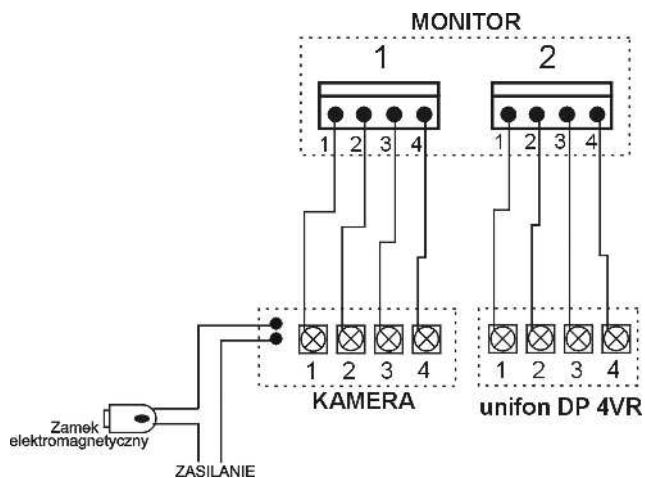 MONITOR
1 2
1 2 3 4 1 2 3 4
1 2 3 4 1 2 3 4
KAMERA unifon DP 4VR
Zamek
elektromagnetyczny
ZASILANIE